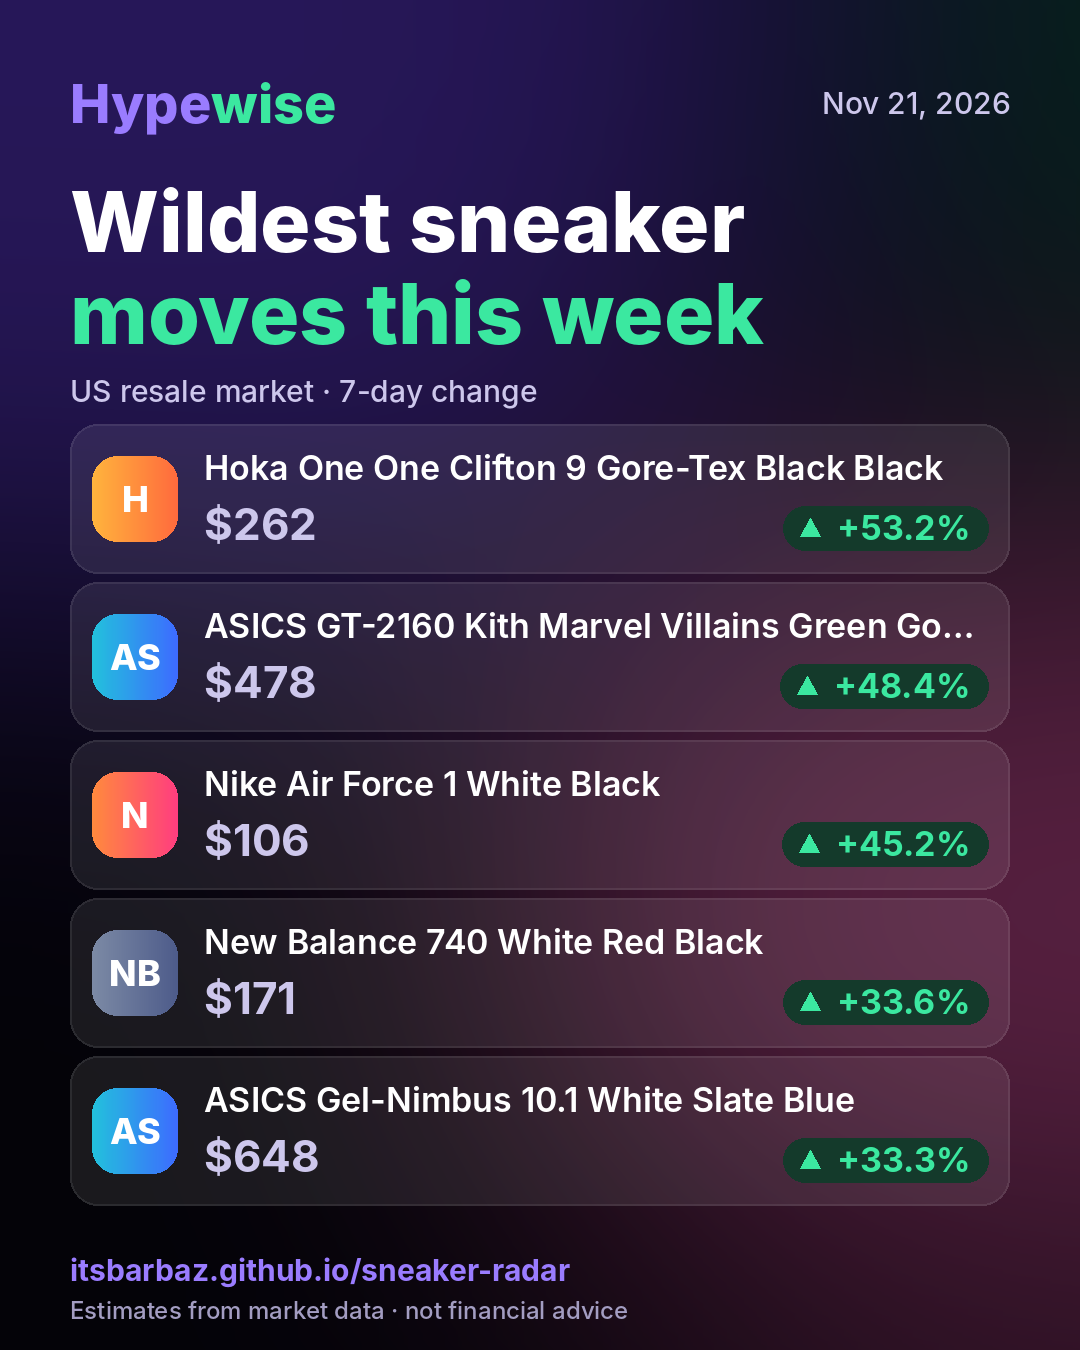 Hypewise
Nov 21, 2026
Wildest sneaker
moves this week
US resale market · 7-day change
H
Hoka One One Clifton 9 Gore-Tex Black Black
$262
▲ +53.2%
AS
ASICS GT-2160 Kith Marvel Villains Green Go...
$478
▲ +48.4%
N
Nike Air Force 1 White Black
$106
▲ +45.2%
NB
New Balance 740 White Red Black
$171
▲ +33.6%
AS
ASICS Gel-Nimbus 10.1 White Slate Blue
$648
▲ +33.3%
itsbarbaz.github.io/sneaker-radar
Estimates from market data · not financial advice